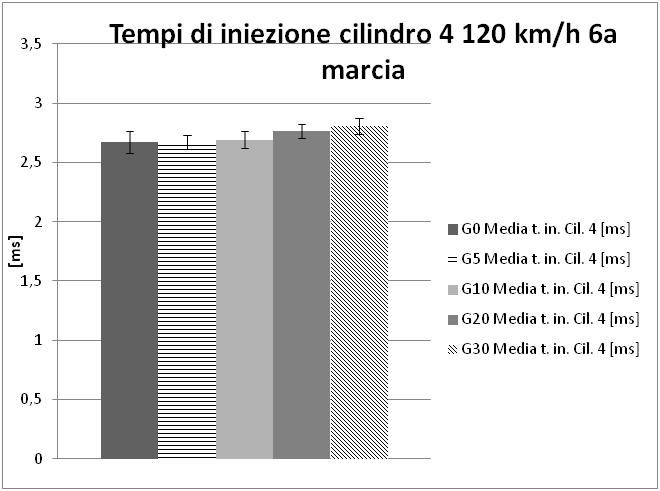 Tempi di iniezione cilindro 4 120 km/h 6a
marcia
3,5
3
2,5
2
1,5
1
0,5
0
[ms]
G0 Media t. in. Cil. 4 [ms]
G5 Media t. in. Cil. 4 [ms]
G10 Media t. in. Cil. 4 [ms]
G20 Media t. in. Cil. 4 [ms]
G30 Media t. in. Cil. 4 [ms]